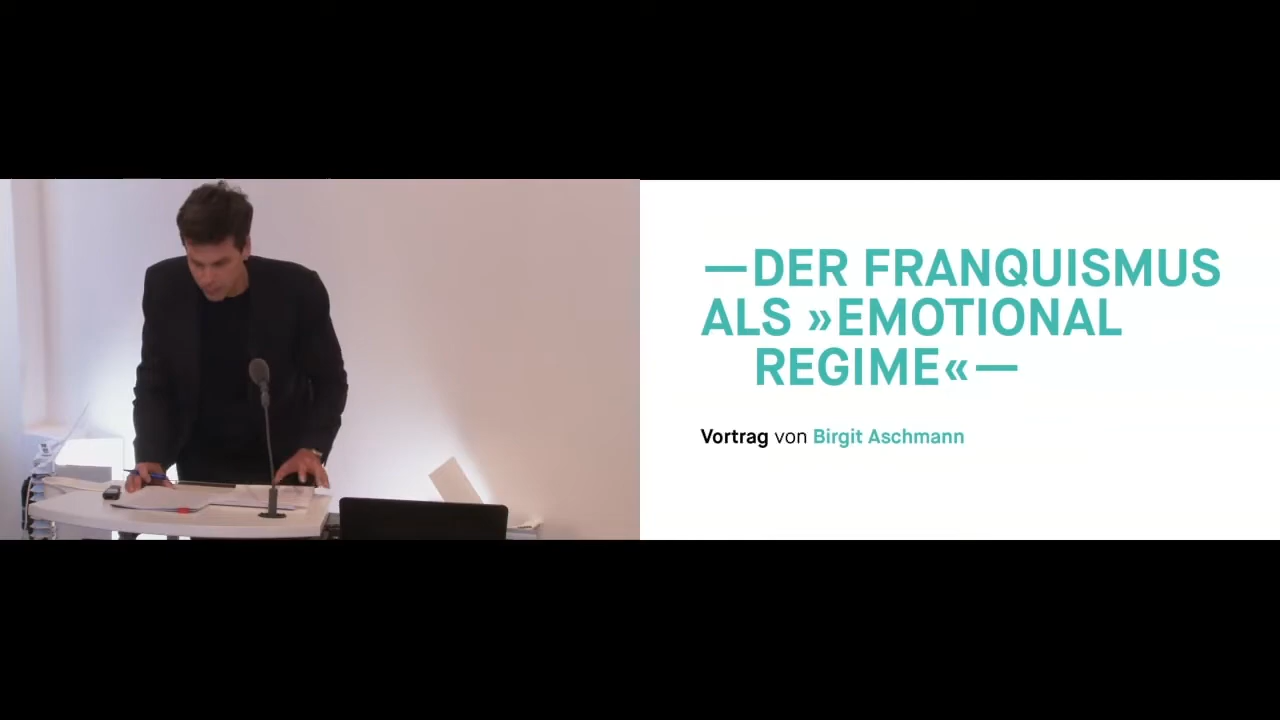 —DER FRANQUISMUS
ALS »EMOTIONAL
REGIME«—
Vortrag von Birgit Aschmann